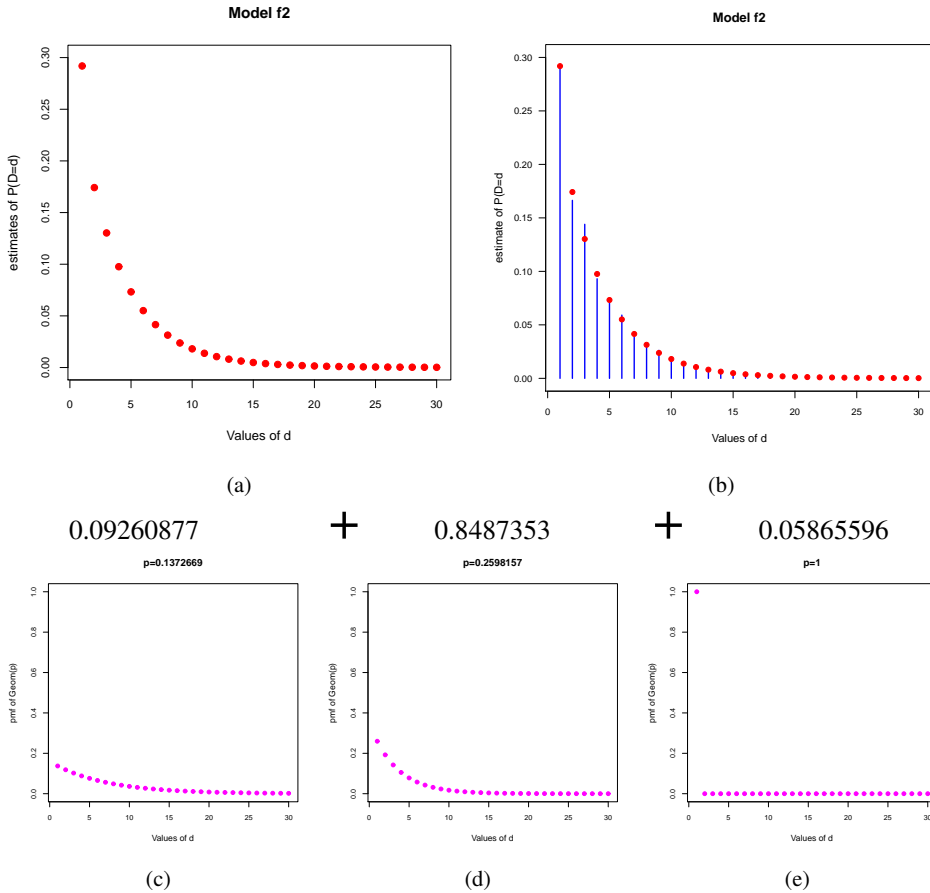 Model f2
estimates of P(D=d)
0.00 0.05 0.10 0.15 0.20 0.25 0.30
0 5 10 15 20 25 30
Values of d
(a)
Model f2
estimate of P(D=d
0.00 0.05 0.10 0.15 0.20 0.25 0.30
0 5 10 15 20 25 30
Values of d
(b)
0.09260877 + 0.8487353 + 0.05865596
p=0.1372669
pmf of Geom(p)
0.0 0.2 0.4 0.6 0.8 1.0
0 5 10 15 20 25 30
Values of d
(c)
p=0.2598157
pmf of Geom(p)
0.0 0.2 0.4 0.6 0.8 1.0
0 5 10 15 20 25 30
Values of d
(d)
p=1
pmf of Geom(p)
0.0 0.2 0.4 0.6 0.8 1.0
0 5 10 15 20 25 30
Values of d
(e)